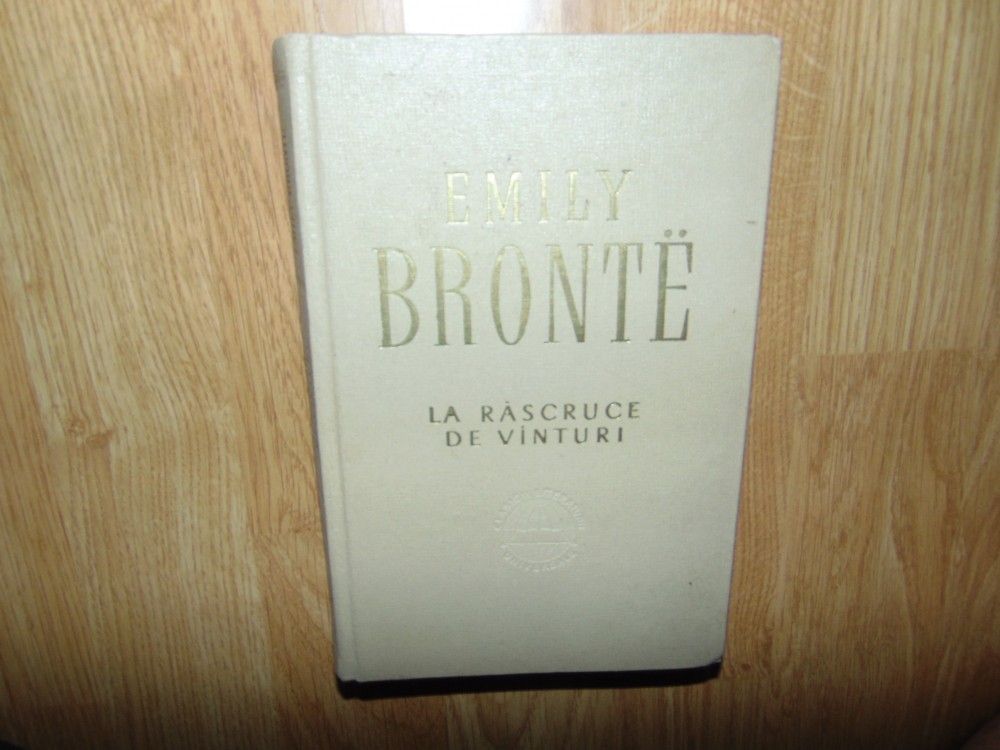 EMILY
BRONTË
LA RĂSCRUCE
DE VÎNTURI